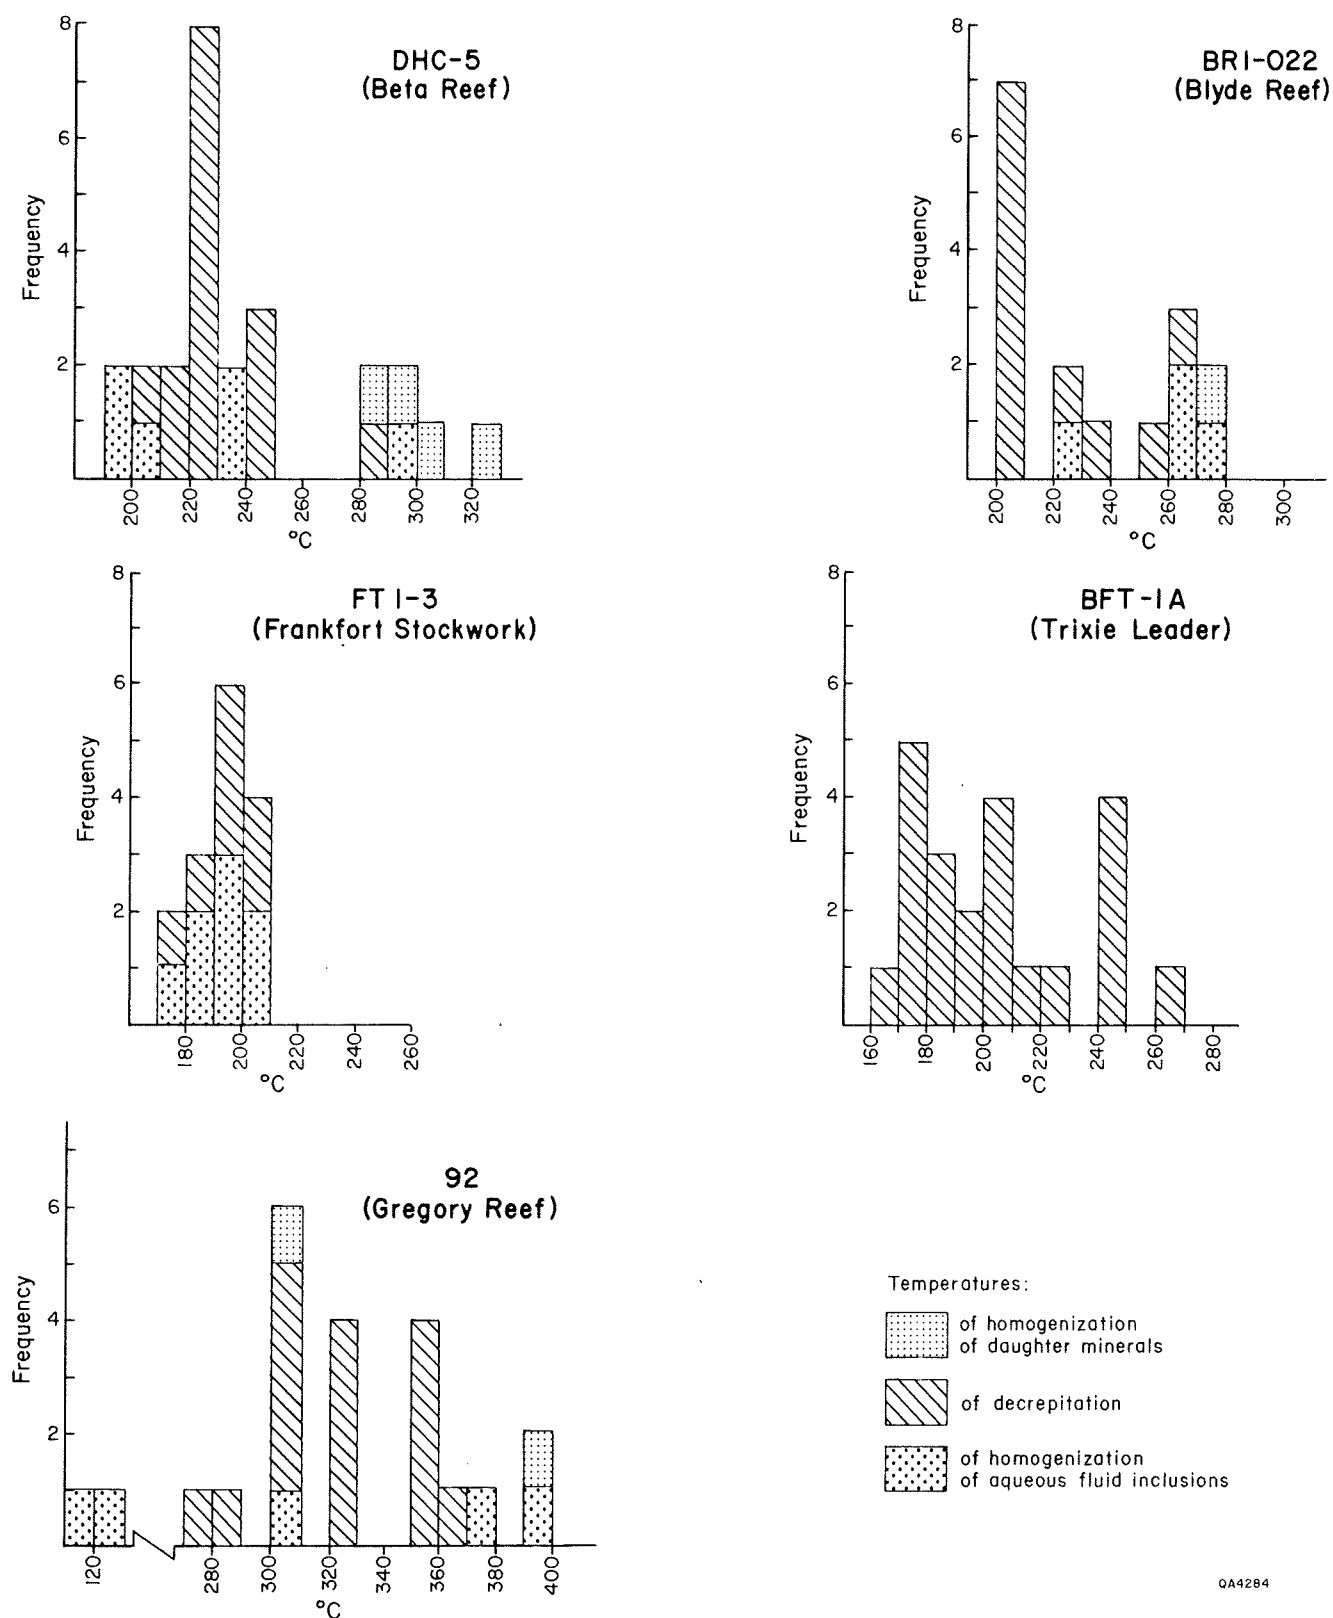 DHC-5
(Beta Reef)
8
6
4
2
Frequency
200
220
240
260
280
300
320
°C
BRI-022
(Blyde Reef)
8
6
4
2
Frequency
200
220
240
260
280
300
°C
FT 1-3
(Frankfort Stockwork)
8
6
4
2
Frequency
180
200
220
240
260
°C
BFT-1A
(Trixie Leader)
8
6
4
2
Frequency
160
180
200
220
240
260
280
°C
92
(Gregory Reef)
6
4
2
Frequency
120
280
300
320
340
360
380
400
°C
Temperatures:
of homogenization
of daughter minerals
of decrepitation
of homogenization
of aqueous fluid inclusions
QA4284